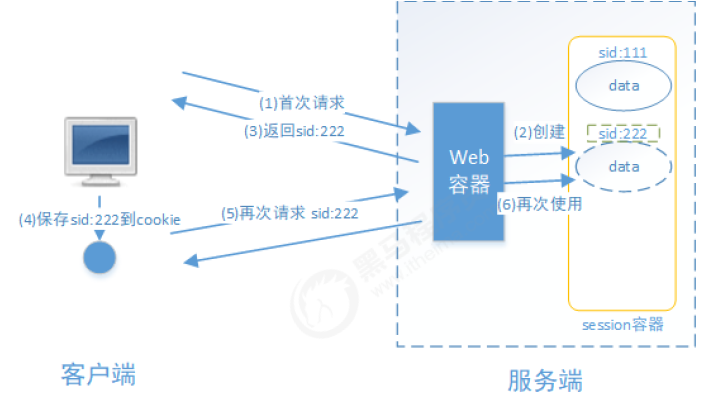 sid:111
data
(1)首次请求
(2)创建
(3)返回sid:222
sid:222
Web
容器
data
(4)保存sid:222到cookie
(5)再次请求 sid:222
(6)再次使用
session容器
客户端
服务端